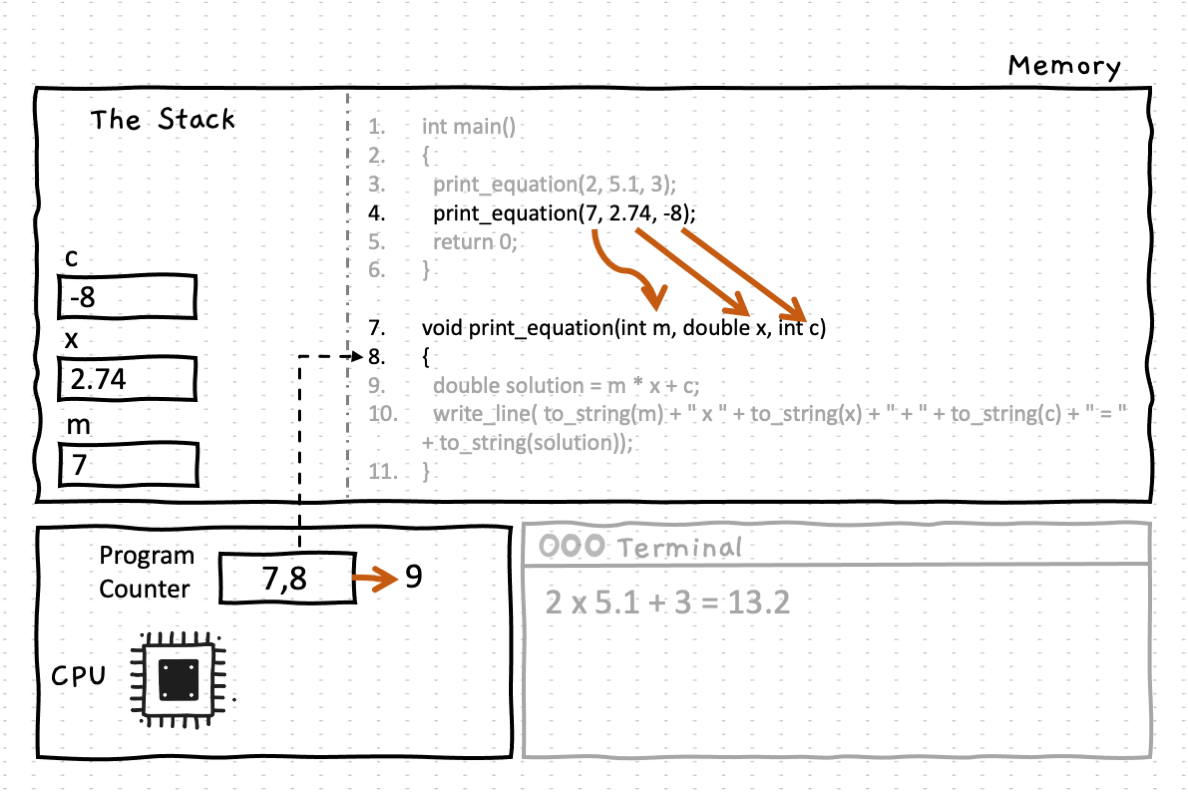 Memory
The Stack
c
-8
x
2.74
m
7
1. int main()
2. {
3. print_equation(2, 5.1, 3);
4. print_equation(7, 2.74, -8);
5. return 0;
6. }
7. void print_equation(int m, double x, int c)
8. {
9. double solution = m * x + c;
10. write_line( to_string(m) + " x " + to_string(x) + " + " + to_string(c) + " = "
+ to_string(solution));
11. }
Program
Counter
7,8
9
CPU
Terminal
2 x 5.1 + 3 = 13.2